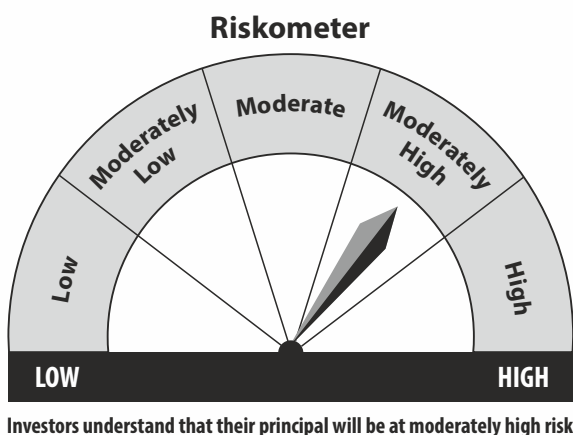 Riskometer
Moderate
Moderately
Low
Moderately
High
Low
High
LOW
HIGH
Investors understand that their principal will be at moderately high risk